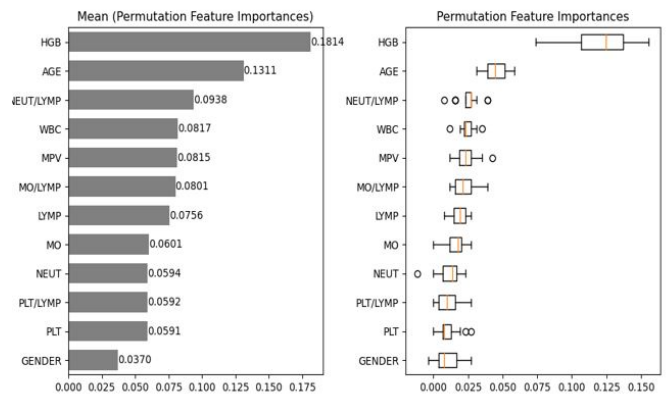 Mean (Permutation Feature Importances)
HGB 0.1814
AGE 0.1311
NEUT/LYMP 0.0938
WBC 0.0817
MPV 0.0815
MO/LYMP 0.0801
LYMP 0.0756
MO 0.0601
NEUT 0.0594
PLT/LYMP 0.0592
PLT 0.0591
GENDER 0.0370
0.000 0.025 0.050 0.075 0.100 0.125 0.150 0.175
Permutation Feature Importances
HGB
AGE
NEUT/LYMP
WBC
MPV
MO/LYMP
LYMP
MO
NEUT
PLT/LYMP
PLT
GENDER
0.000 0.025 0.050 0.075 0.100 0.125 0.150